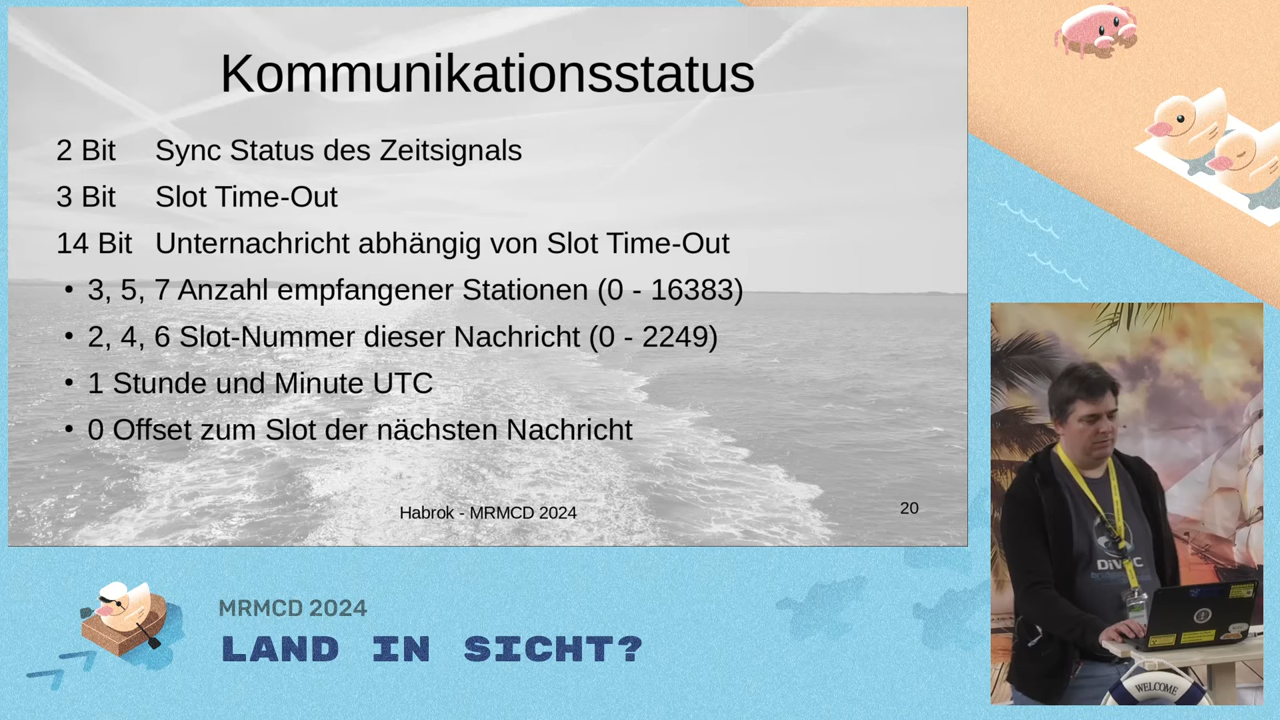 Kommunikationsstatus
2 Bit Sync Status des Zeitsignals
3 Bit Slot Time-Out
14 Bit Unternachricht abhängig von Slot Time-Out
• 3, 5, 7 Anzahl empfangener Stationen (0 - 16383)
• 2, 4, 6 Slot-Nummer dieser Nachricht (0 - 2249)
• 1 Stunde und Minute UTC
• 0 Offset zum Slot der nächsten Nachricht
Habrok - MRMCD 2024
20
MRMCD 2024
LAND IN SICHT?
WELCOME